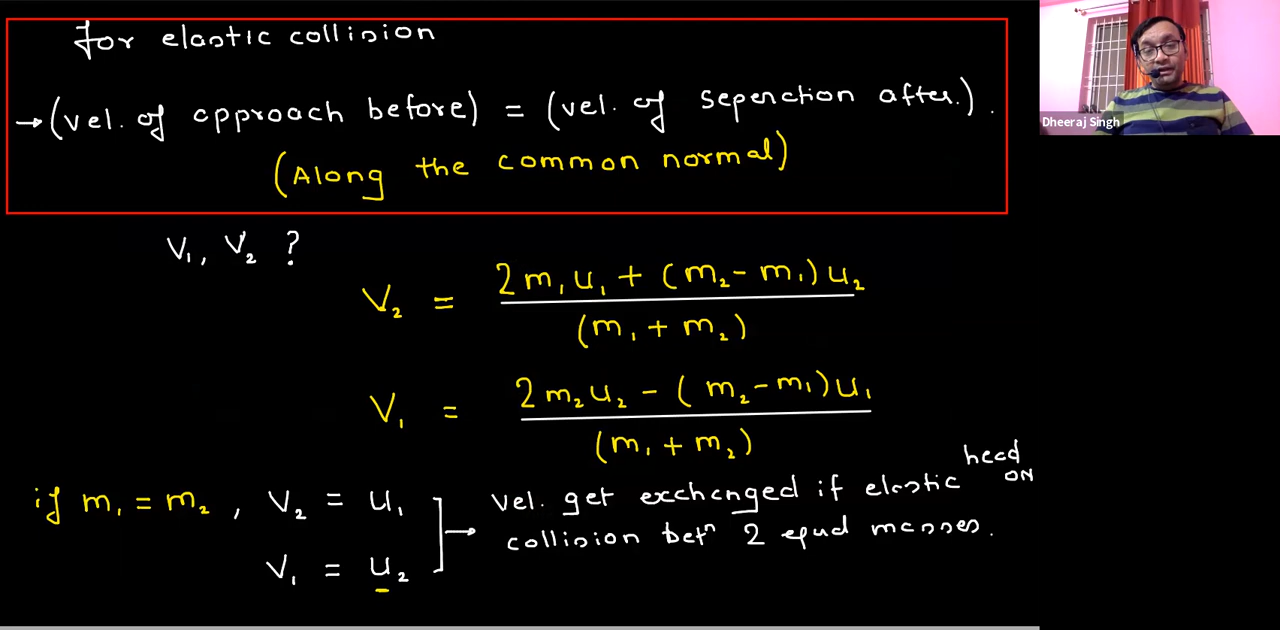 for elastic collision
→(vel. of approach before) = (vel. of seperction after.).
(Along the common normal)
V₁, V₂ ?
V₂ = 2m₁u₁ + (m₂-m₁)u₂
(m₁ + m₂)
V₁ = 2m₂u₂ - (m₂-m₁)u₁
(m₁ + m₂)
if m₁ = m₂, V₂ = u₁
V₁ = u₂
→ vel. get exchanged if elastic head ON
collision betⁿ 2 equal masses.
Dheeraj Singh